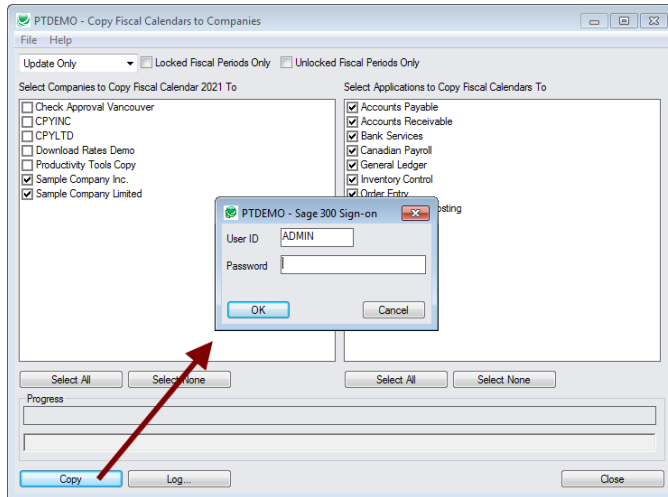 PTDEMO - Copy Fiscal Calendars to Companies
File Help
Update Only Locked Fiscal Periods Only Unlocked Fiscal Periods Only
Select Companies to Copy Fiscal Calendar 2021 To
Check Approval Vancouver
CPYINC
CPYLTD
Download Rates Demo
Productivity Tools Copy
Sample Company Inc.
Sample Company Limited
Select Applications to Copy Fiscal Calendars To
Accounts Payable
Accounts Receivable
Bank Services
Canadian Payroll
General Ledger
Inventory Control
Order Entry
PTDEMO - Sage 300 Sign-on
User ID ADMIN
Password
OK Cancel
Select All Select None Select All Select None
Progress
Copy Log... Close